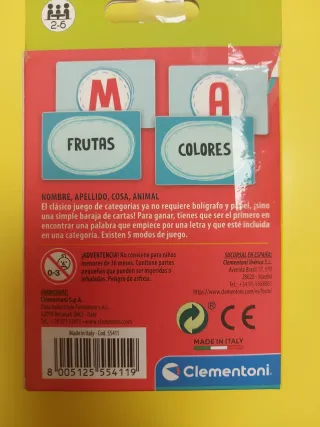 2-6
M
A
FRUTAS
COLORES
NOMBRE, APELLIDO, COSA, ANIMAL
El clásico juego de categorías ya no requiere bolígrafo y papel, ¡sino
una simple baraja de cartas! Para ganar, tienes que ser el primero en
encontrar una palabra que empiece por una letra y que esté incluida
en una categoría. Existen 5 modos de juego.
0-3
¡ADVERTENCIA! No conviene para niños
menores de 36 meses. Contiene partes
pequeñas que pueden ser ingeridas o
inhaladas. Peligro de asfixia.
SUCURSAL EN ESPAÑA:
Clementoni Ibérica S.L.
Clementoni S.p.A.
CE
MADE IN ITALY
Made in Italy - Cod. 55411
8 005125 554119
Clementoni